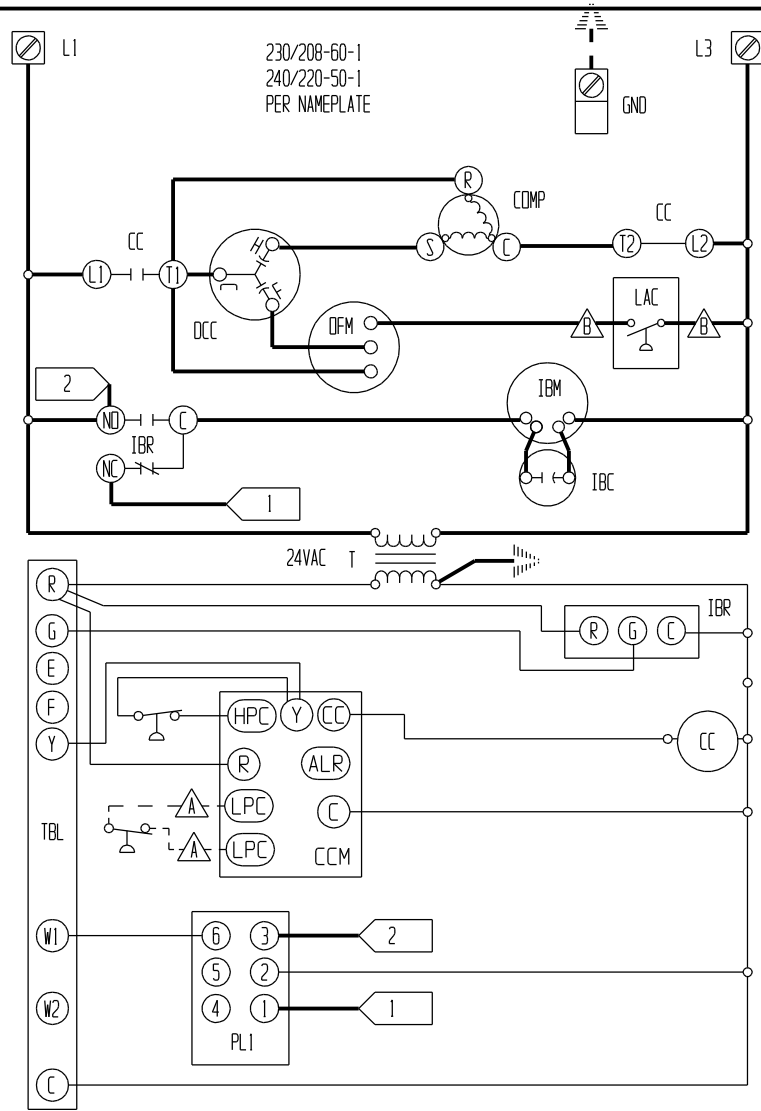 L1
230/208-60-1
240/220-50-1
PER NAMEPLATE
L3
GND
R
COMP
CC
CC
S
C
T2
L2
L1
T1
H
J
F
OCC
OFM
LAC
B
B
2
NO
C
IBM
IBR
NC
IBC
1
24VAC T
R
IBR
G
R G C
E
F
HPC Y CC
CC
Y
R
ALR
A
LPC
C
TBL
A
LPC
CCM
W1
6 3
2
5 2
W2
4 1
1
PL1
C